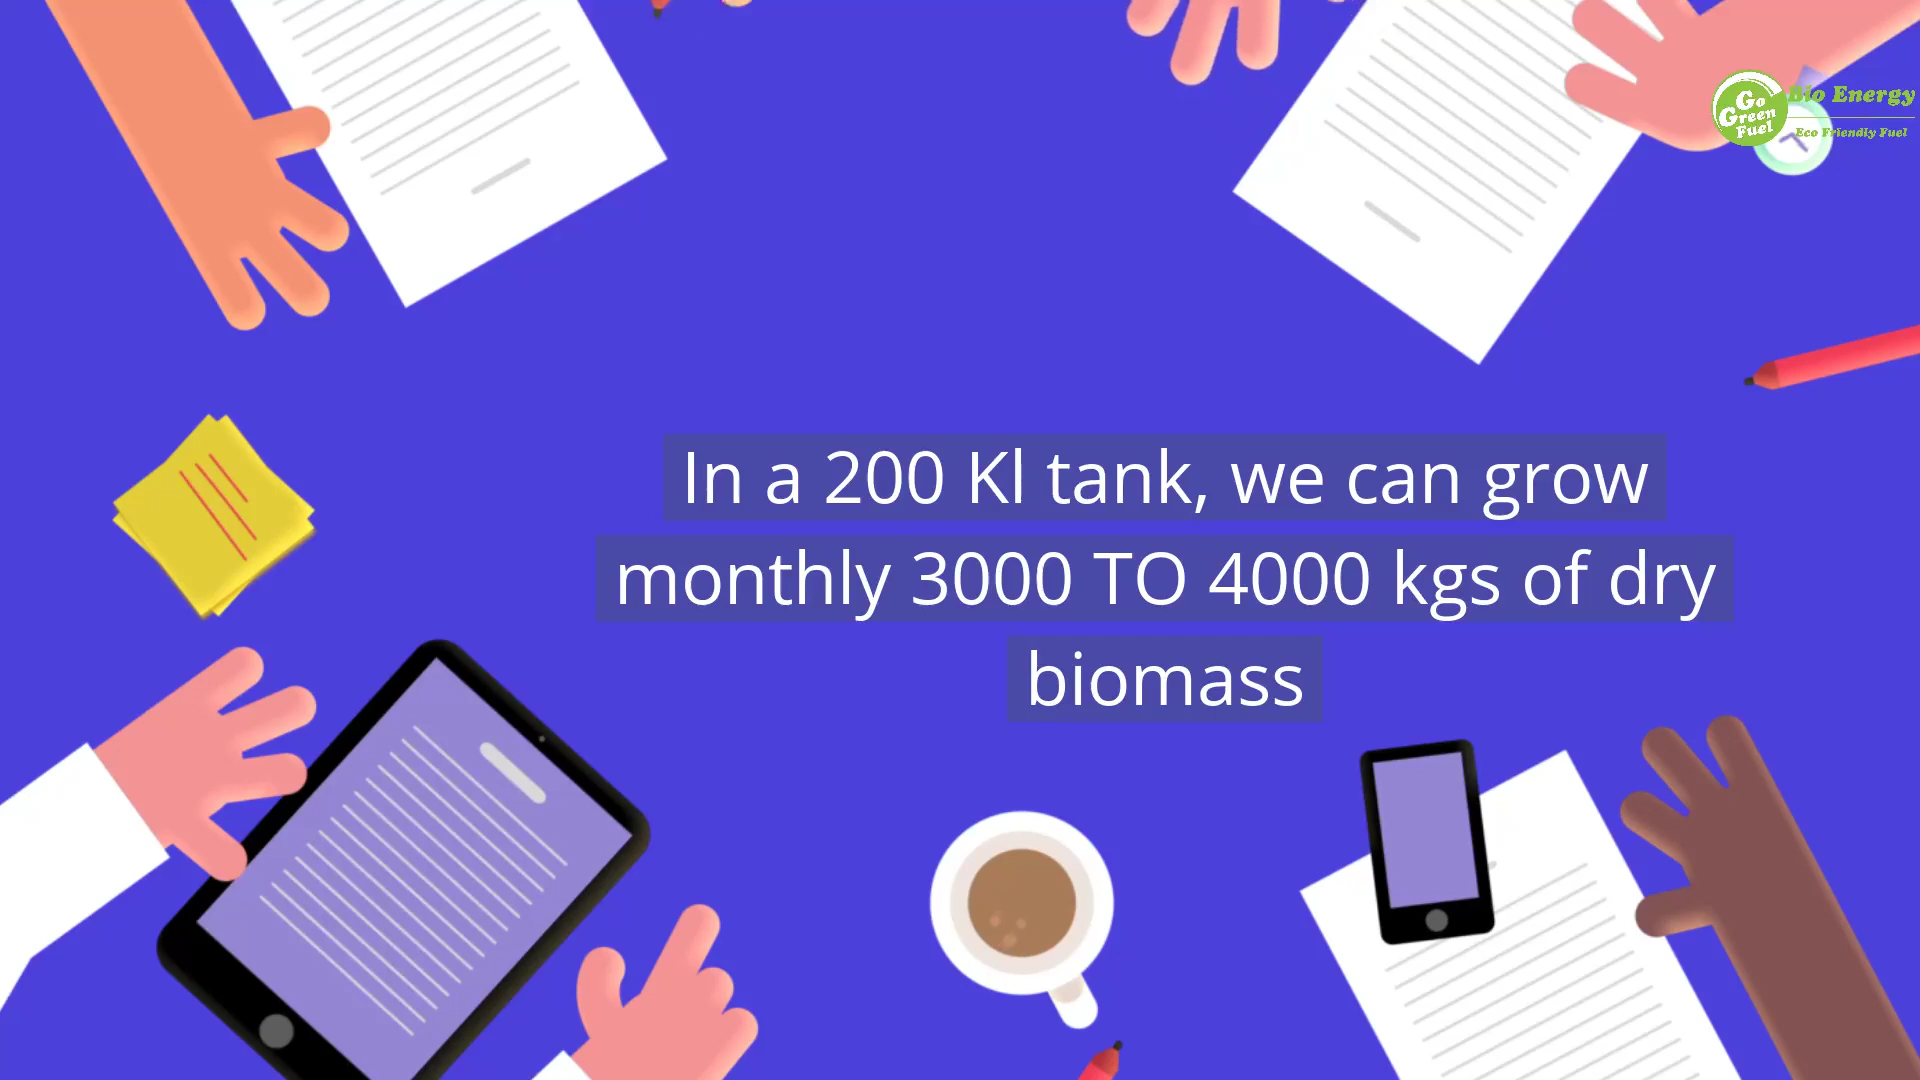 Go
Green
Fuel
Bio Energy
Eco Friendly Fuel
In a 200 Kl tank, we can grow
monthly 3000 TO 4000 kgs of dry
biomass